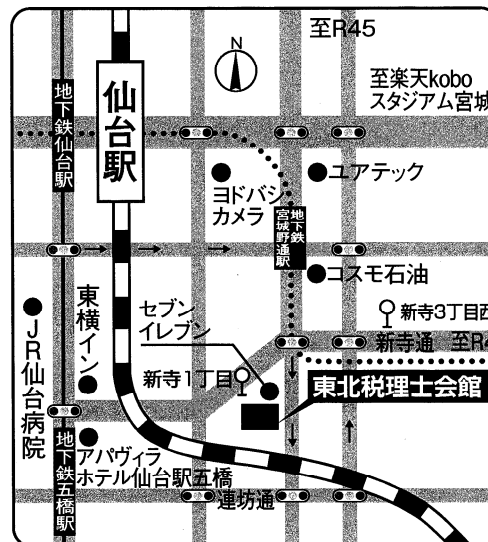 至R45
N
至楽天kobo
スタジアム宮城
地下鉄仙台駅
仙台駅
ユアテック
ヨドバシ
カメラ
地下鉄
宮城野通駅
コスモ石油
東横イン
セブン
イレブン
新寺3丁目西
JR仙台病院
新寺通
至R4
新寺1丁目
東北税理士会館
アパヴィラ
ホテル仙台駅五橋
地下鉄五橋駅
連坊通